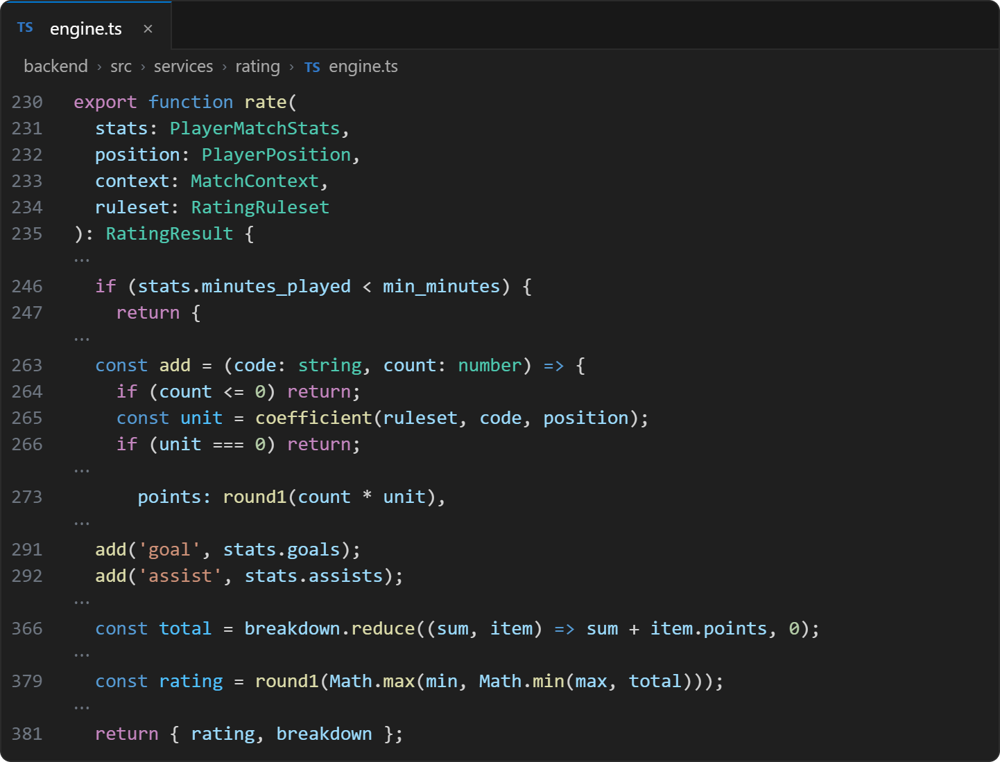 TS engine.ts ×
backend › src › services › rating › TS engine.ts
230 export function rate(
231   stats: PlayerMatchStats,
232   position: PlayerPosition,
233   context: MatchContext,
234   ruleset: RatingRuleset
235 ): RatingResult {
···
246   if (stats.minutes_played < min_minutes) {
247     return {
···
263   const add = (code: string, count: number) => {
264     if (count <= 0) return;
265     const unit = coefficient(ruleset, code, position);
266     if (unit === 0) return;
···
273       points: round1(count * unit),
···
291   add('goal', stats.goals);
292   add('assist', stats.assists);
···
366   const total = breakdown.reduce((sum, item) => sum + item.points, 0);
···
379   const rating = round1(Math.max(min, Math.min(max, total)));
···
381   return { rating, breakdown };